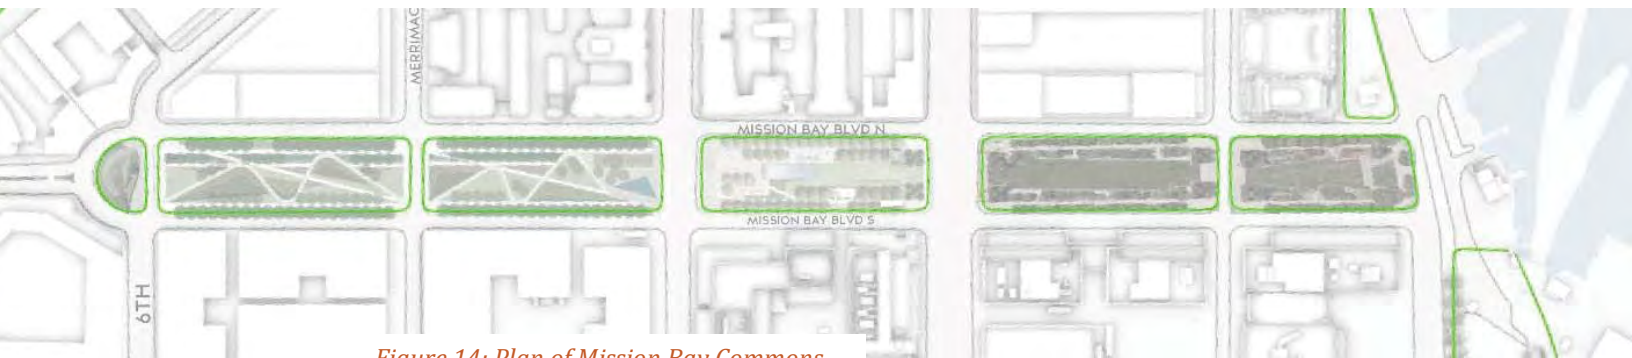 MERRIMAC
MISSION BAY BLVD N
MISSION BAY BLVD S
6TH
Figure 14: Plan of Mission Bay Commons